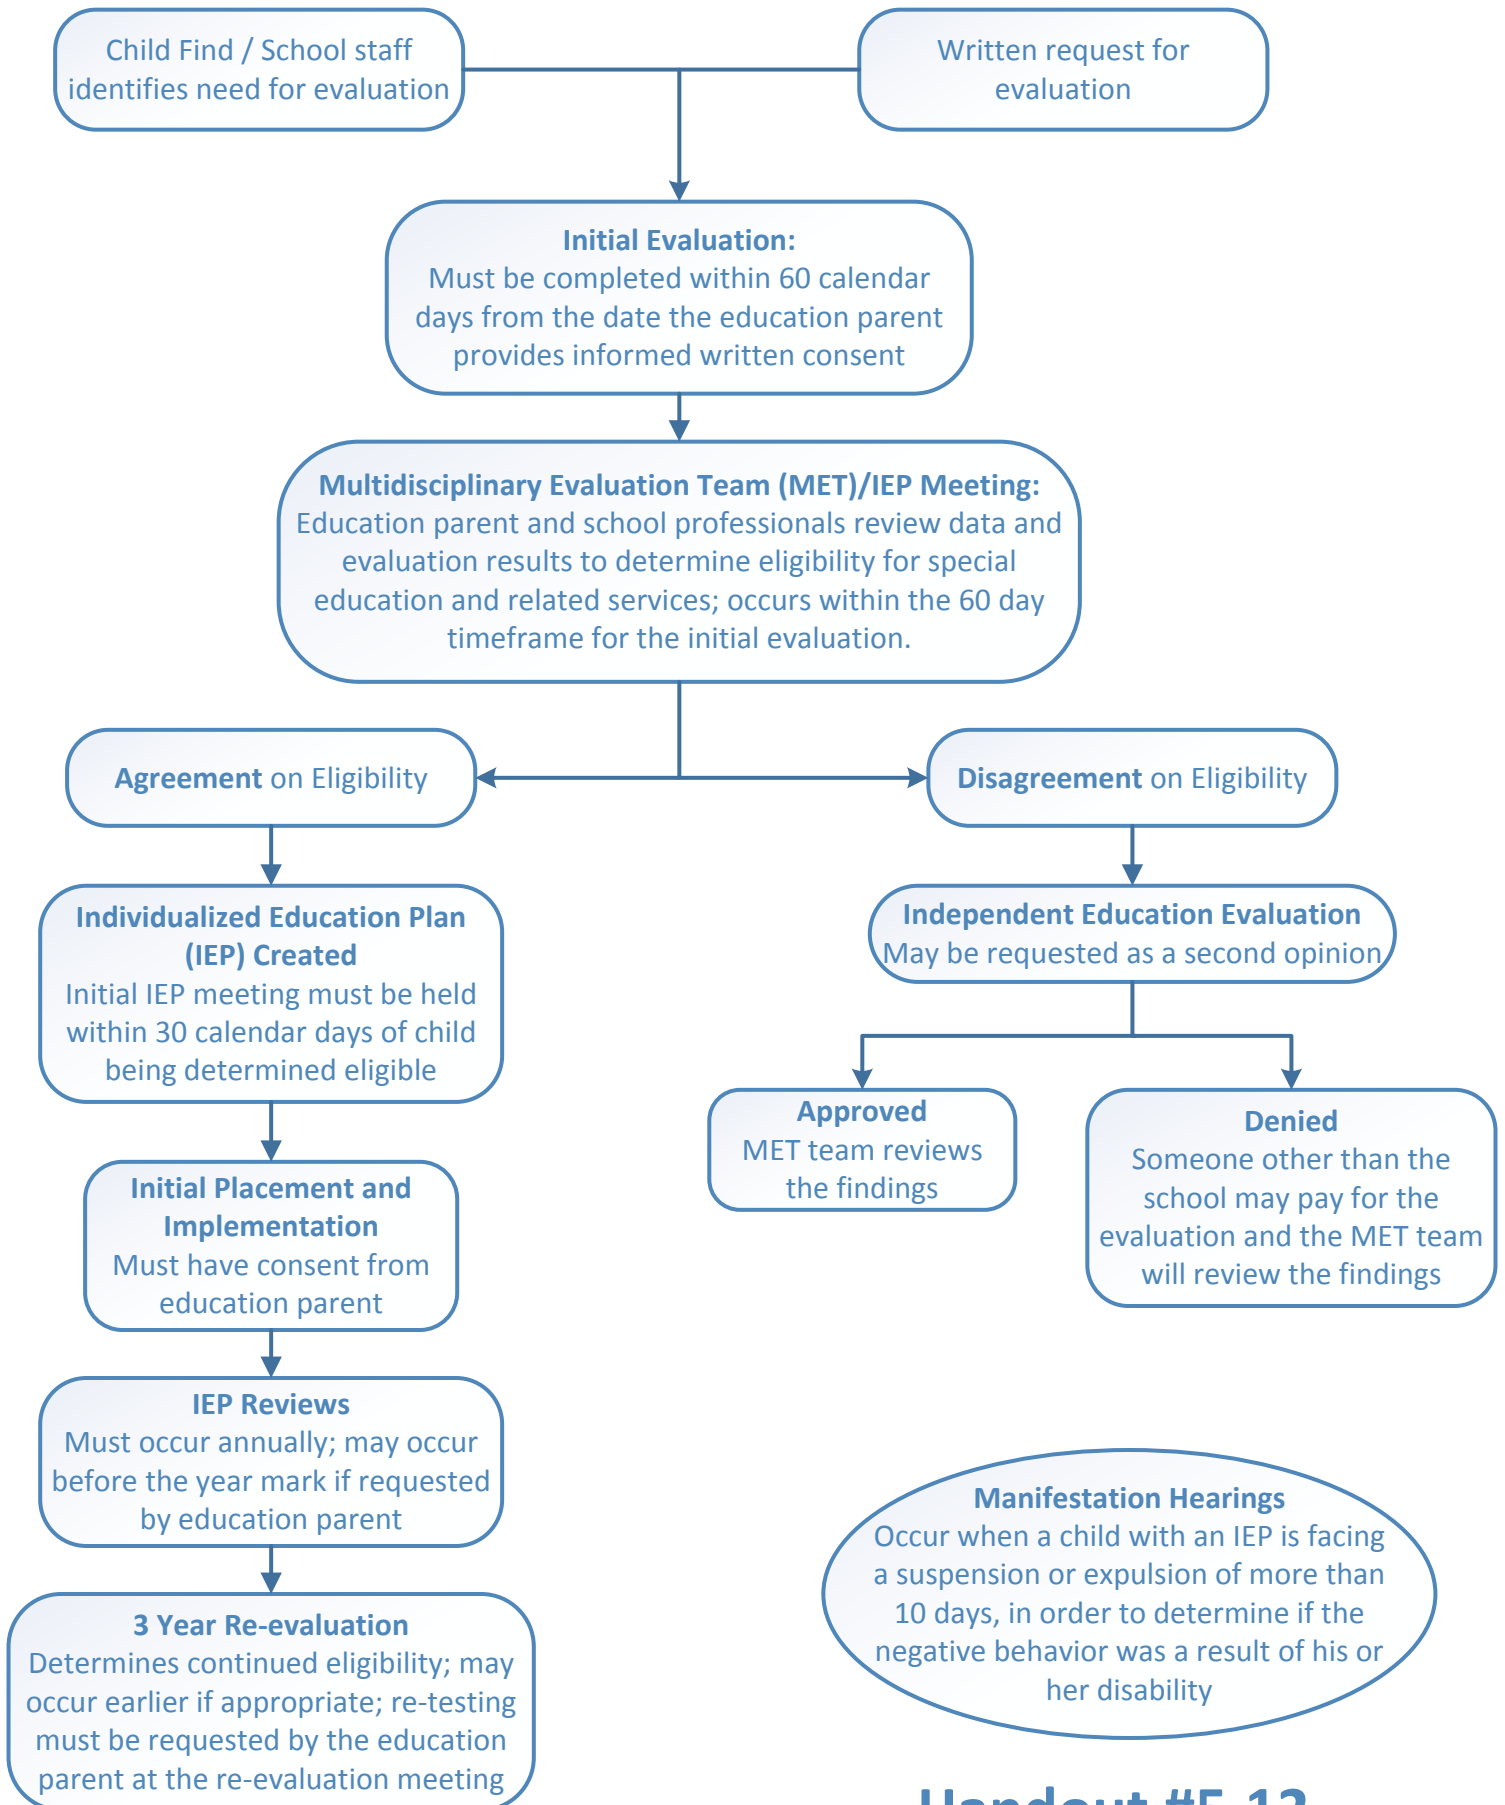 Child Find / School staff
identifies need for evaluation
Written request for
evaluation
Initial Evaluation:
Must be completed within 60 calendar
days from the date the education parent
provides informed written consent
Multidisciplinary Evaluation Team (MET)/IEP Meeting:
Education parent and school professionals review data and
evaluation results to determine eligibility for special
education and related services; occurs within the 60 day
timeframe for the initial evaluation.
Agreement on Eligibility
Disagreement on Eligibility
Individualized Education Plan
(IEP) Created
Initial IEP meeting must be held
within 30 calendar days of child
being determined eligible
Independent Education Evaluation
May be requested as a second opinion
Approved
MET team reviews
the findings
Denied
Someone other than the
school may pay for the
evaluation and the MET team
will review the findings
Initial Placement and
Implementation
Must have consent from
education parent
IEP Reviews
Must occur annually; may occur
before the year mark if requested
by education parent
3 Year Re-evaluation
Determines continued eligibility; may
occur earlier if appropriate; re-testing
must be requested by the education
parent at the re-evaluation meeting
Manifestation Hearings
Occur when a child with an IEP is facing
a suspension or expulsion of more than
10 days, in order to determine if the
negative behavior was a result of his or
her disability
Handout